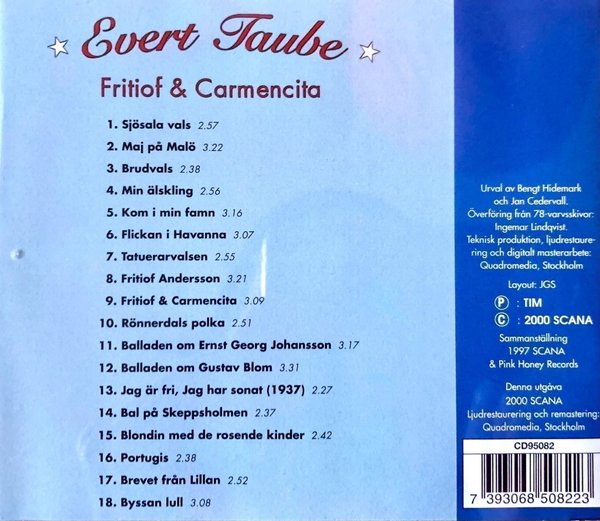 Evert Taube
Fritiof & Carmencita
1. Sjösala vals 2.57
2. Maj på Malö 3.22
3. Brudvals 2.38
4. Min älskling 2.56
5. Kom i min famn 3.16
6. Flickan i Havanna 3.07
7. Tatuerarvalsen 2.55
8. Fritiof Andersson 3.21
9. Fritiof & Carmencita 3.09
10. Rönnerdals polka 2.51
11. Balladen om Ernst Georg Johansson 3.17
12. Balladen om Gustav Blom 3.31
13. Jag är fri, Jag har sonat (1937) 2.27
14. Bal på Skeppsholmen 2.37
15. Blondin med de rosende kinder 2.42
16. Portugis 2.38
17. Brevet från Lillan 2.52
18. Byssan lull 3.08
Urval av Bengt Hidemark
och Jan Cedervall.
Överföring från 78-varvsskivor:
Ingemar Lindqvist.
Teknisk produktion, ljudrestaure-
ring och digitalt masterarbete:
Quadromedia, Stockholm
Layout: JGS
Ⓟ : TIM
© : 2000 SCANA
Sammanställning
1997 SCANA
& Pink Honey Records
Denna utgåva
2000 SCANA
Ljudrestaurering och remastering:
Quadromedia, Stockholm
CD95082
7 393068 508223